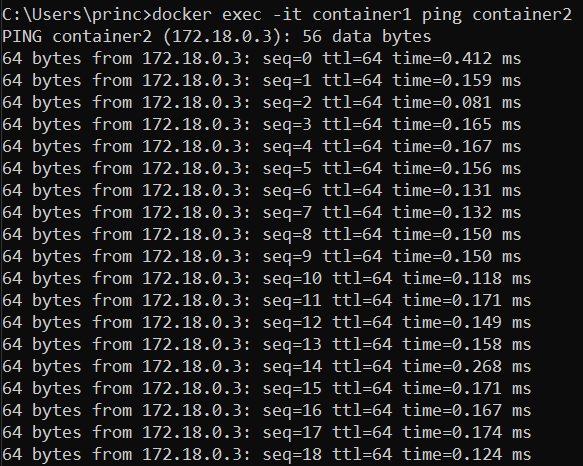 C:\Users\princ>docker exec -it container1 ping container2
PING container2 (172.18.0.3): 56 data bytes
64 bytes from 172.18.0.3: seq=0 ttl=64 time=0.412 ms
64 bytes from 172.18.0.3: seq=1 ttl=64 time=0.159 ms
64 bytes from 172.18.0.3: seq=2 ttl=64 time=0.081 ms
64 bytes from 172.18.0.3: seq=3 ttl=64 time=0.165 ms
64 bytes from 172.18.0.3: seq=4 ttl=64 time=0.167 ms
64 bytes from 172.18.0.3: seq=5 ttl=64 time=0.156 ms
64 bytes from 172.18.0.3: seq=6 ttl=64 time=0.131 ms
64 bytes from 172.18.0.3: seq=7 ttl=64 time=0.132 ms
64 bytes from 172.18.0.3: seq=8 ttl=64 time=0.150 ms
64 bytes from 172.18.0.3: seq=9 ttl=64 time=0.150 ms
64 bytes from 172.18.0.3: seq=10 ttl=64 time=0.118 ms
64 bytes from 172.18.0.3: seq=11 ttl=64 time=0.171 ms
64 bytes from 172.18.0.3: seq=12 ttl=64 time=0.149 ms
64 bytes from 172.18.0.3: seq=13 ttl=64 time=0.158 ms
64 bytes from 172.18.0.3: seq=14 ttl=64 time=0.268 ms
64 bytes from 172.18.0.3: seq=15 ttl=64 time=0.171 ms
64 bytes from 172.18.0.3: seq=16 ttl=64 time=0.167 ms
64 bytes from 172.18.0.3: seq=17 ttl=64 time=0.174 ms
64 bytes from 172.18.0.3: seq=18 ttl=64 time=0.124 ms